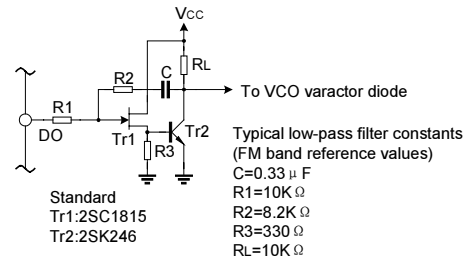 Vcc
RL
C
R2
To VCO varactor diode
R1
DO
Tr1
Tr2
R3
Typical low-pass filter constants
(FM band reference values)
C=0.33 μ F
R1=10K Ω
R2=8.2K Ω
R3=330 Ω
RL=10K Ω
Standard
Tr1:2SC1815
Tr2:2SK246